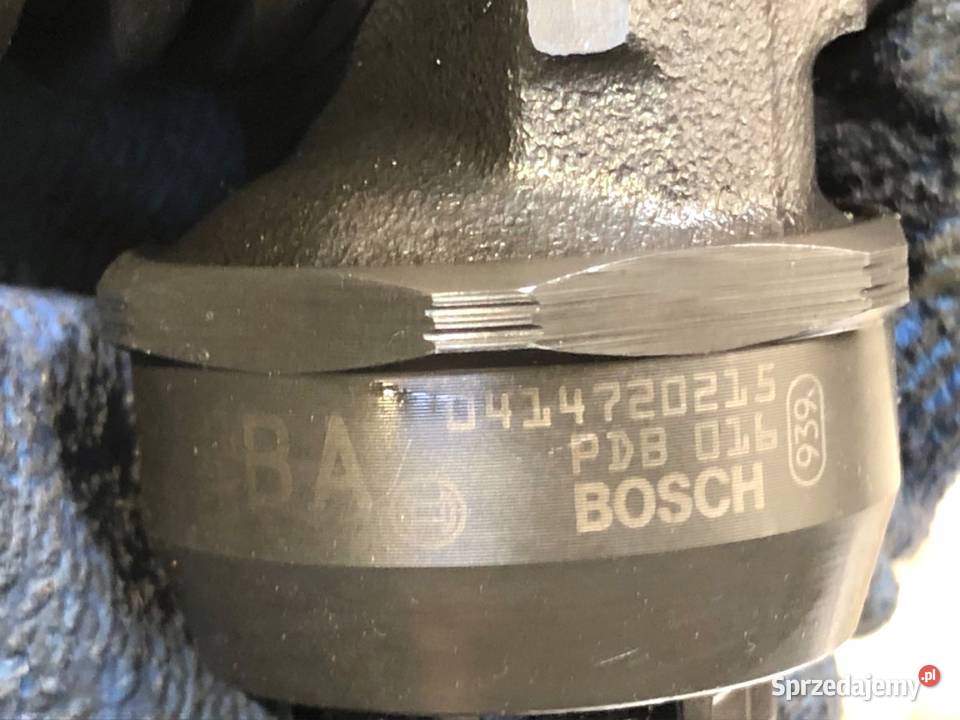 BA
0414720215
PDB 016
939
BOSCH
Sprzedajemy.pl